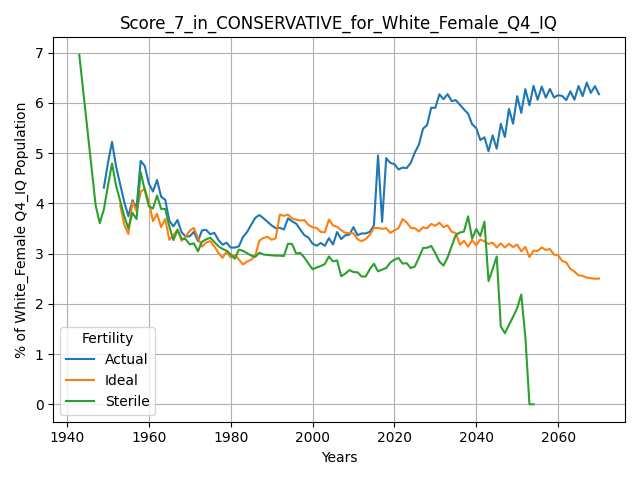 Score_7_in_CONSERVATIVE_for_White_Female_Q4_IQ
% of White_Female Q4_IQ Population
7
6
5
4
3
2
1
0
Fertility
Actual
Ideal
Sterile
1940 1960 1980 2000 2020 2040 2060
Years